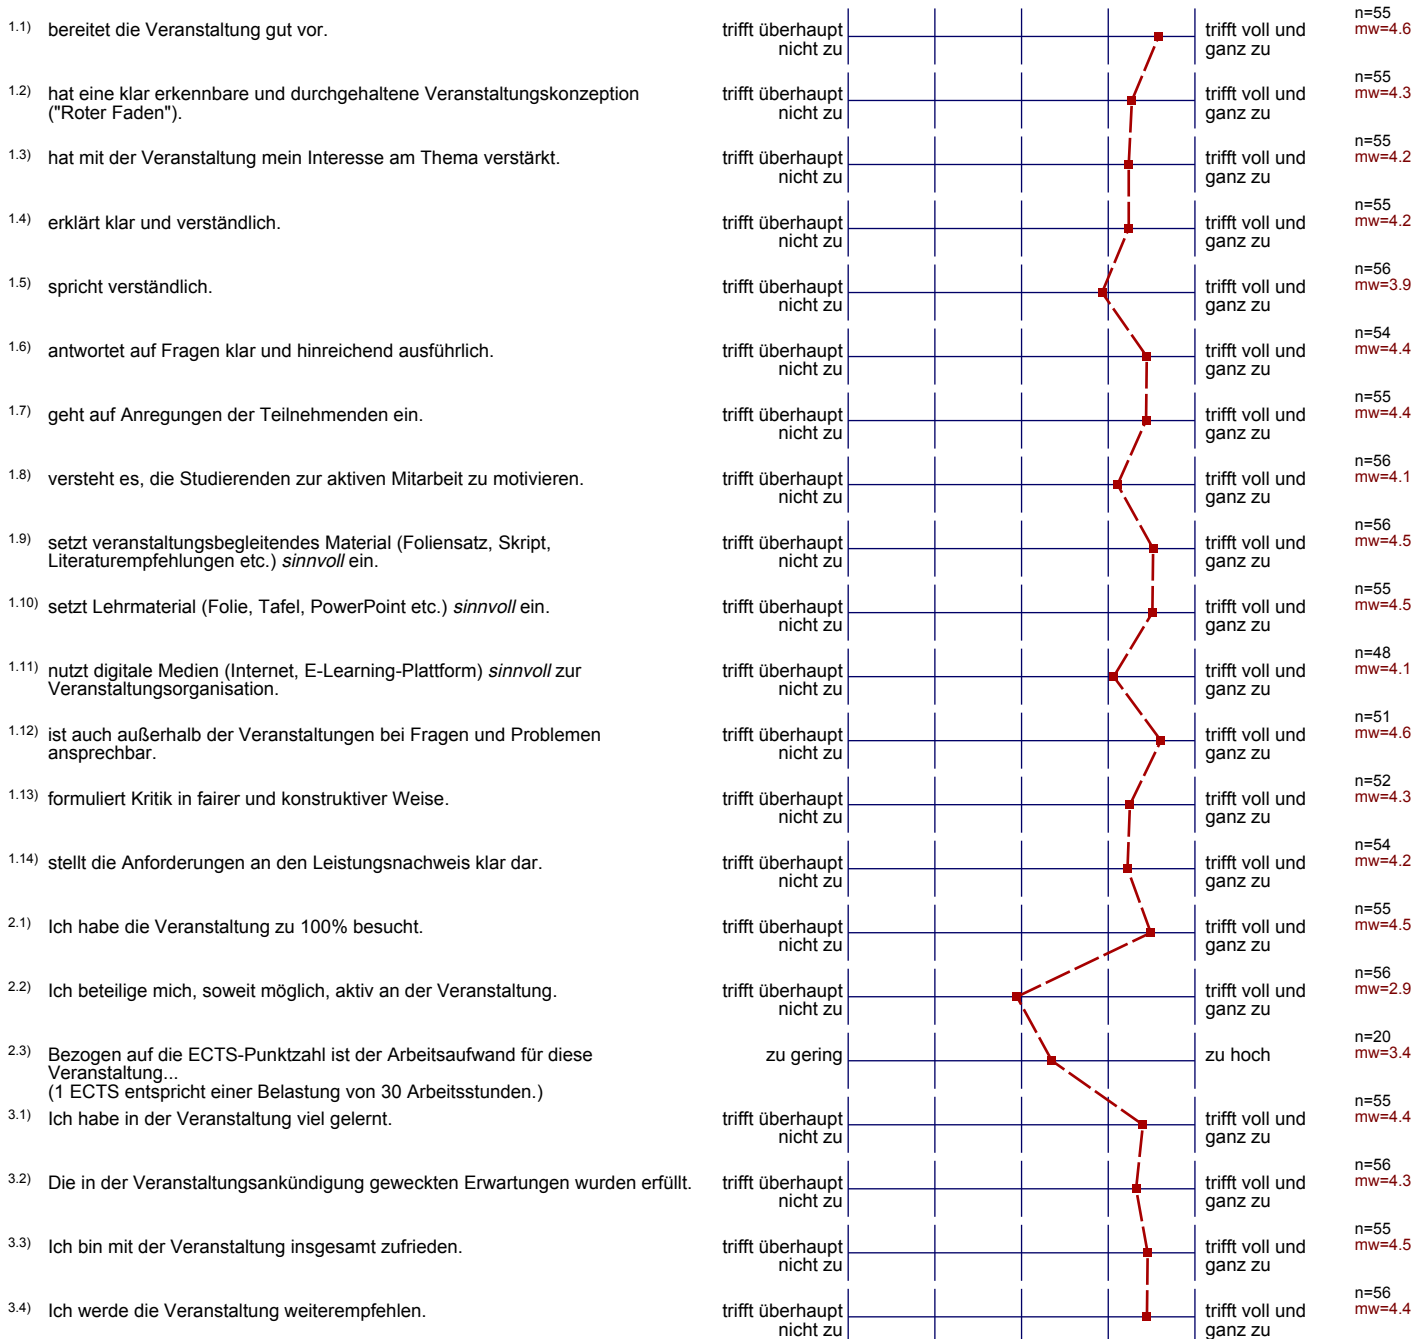 1.1) bereitet die Veranstaltung gut vor. trifft überhaupt trifft voll und n=55
nicht zu ganz zu mw=4.6
1.2) hat eine klar erkennbare und durchgehaltene Veranstaltungskonzeption trifft überhaupt trifft voll und n=55
("Roter Faden"). nicht zu ganz zu mw=4.3
1.3) hat mit der Veranstaltung mein Interesse am Thema verstärkt. trifft überhaupt trifft voll und n=55
nicht zu ganz zu mw=4.2
1.4) erklärt klar und verständlich. trifft überhaupt trifft voll und n=55
nicht zu ganz zu mw=4.2
1.5) spricht verständlich. trifft überhaupt trifft voll und n=56
nicht zu ganz zu mw=3.9
1.6) antwortet auf Fragen klar und hinreichend ausführlich. trifft überhaupt trifft voll und n=54
nicht zu ganz zu mw=4.4
1.7) geht auf Anregungen der Teilnehmenden ein. trifft überhaupt trifft voll und n=55
nicht zu ganz zu mw=4.4
1.8) versteht es, die Studierenden zur aktiven Mitarbeit zu motivieren. trifft überhaupt trifft voll und n=56
nicht zu ganz zu mw=4.1
1.9) setzt veranstaltungsbegleitendes Material (Foliensatz, Skript, trifft überhaupt trifft voll und n=56
Literaturempfehlungen etc.) sinnvoll ein. nicht zu ganz zu mw=4.5
1.10) setzt Lehrmaterial (Folie, Tafel, PowerPoint etc.) sinnvoll ein. trifft überhaupt trifft voll und n=55
nicht zu ganz zu mw=4.5
1.11) nutzt digitale Medien (Internet, E-Learning-Plattform) sinnvoll zur trifft überhaupt trifft voll und n=48
Veranstaltungsorganisation. nicht zu ganz zu mw=4.1
1.12) ist auch außerhalb der Veranstaltungen bei Fragen und Problemen trifft überhaupt trifft voll und n=51
ansprechbar. nicht zu ganz zu mw=4.6
1.13) formuliert Kritik in fairer und konstruktiver Weise. trifft überhaupt trifft voll und n=52
nicht zu ganz zu mw=4.3
1.14) stellt die Anforderungen an den Leistungsnachweis klar dar. trifft überhaupt trifft voll und n=54
nicht zu ganz zu mw=4.2
2.1) Ich habe die Veranstaltung zu 100% besucht. trifft überhaupt trifft voll und n=55
nicht zu ganz zu mw=4.5
2.2) Ich beteilige mich, soweit möglich, aktiv an der Veranstaltung. trifft überhaupt trifft voll und n=56
nicht zu ganz zu mw=2.9
2.3) Bezogen auf die ECTS-Punktzahl ist der Arbeitsaufwand für diese zu gering zu hoch n=20
Veranstaltung... mw=3.4
(1 ECTS entspricht einer Belastung von 30 Arbeitsstunden.)
3.1) Ich habe in der Veranstaltung viel gelernt. trifft überhaupt trifft voll und n=55
nicht zu ganz zu mw=4.4
3.2) Die in der Veranstaltungsankündigung geweckten Erwartungen wurden erfüllt. trifft überhaupt trifft voll und n=56
nicht zu ganz zu mw=4.3
3.3) Ich bin mit der Veranstaltung insgesamt zufrieden. trifft überhaupt trifft voll und n=55
nicht zu ganz zu mw=4.5
3.4) Ich werde die Veranstaltung weiterempfehlen. trifft überhaupt trifft voll und n=56
nicht zu ganz zu mw=4.4